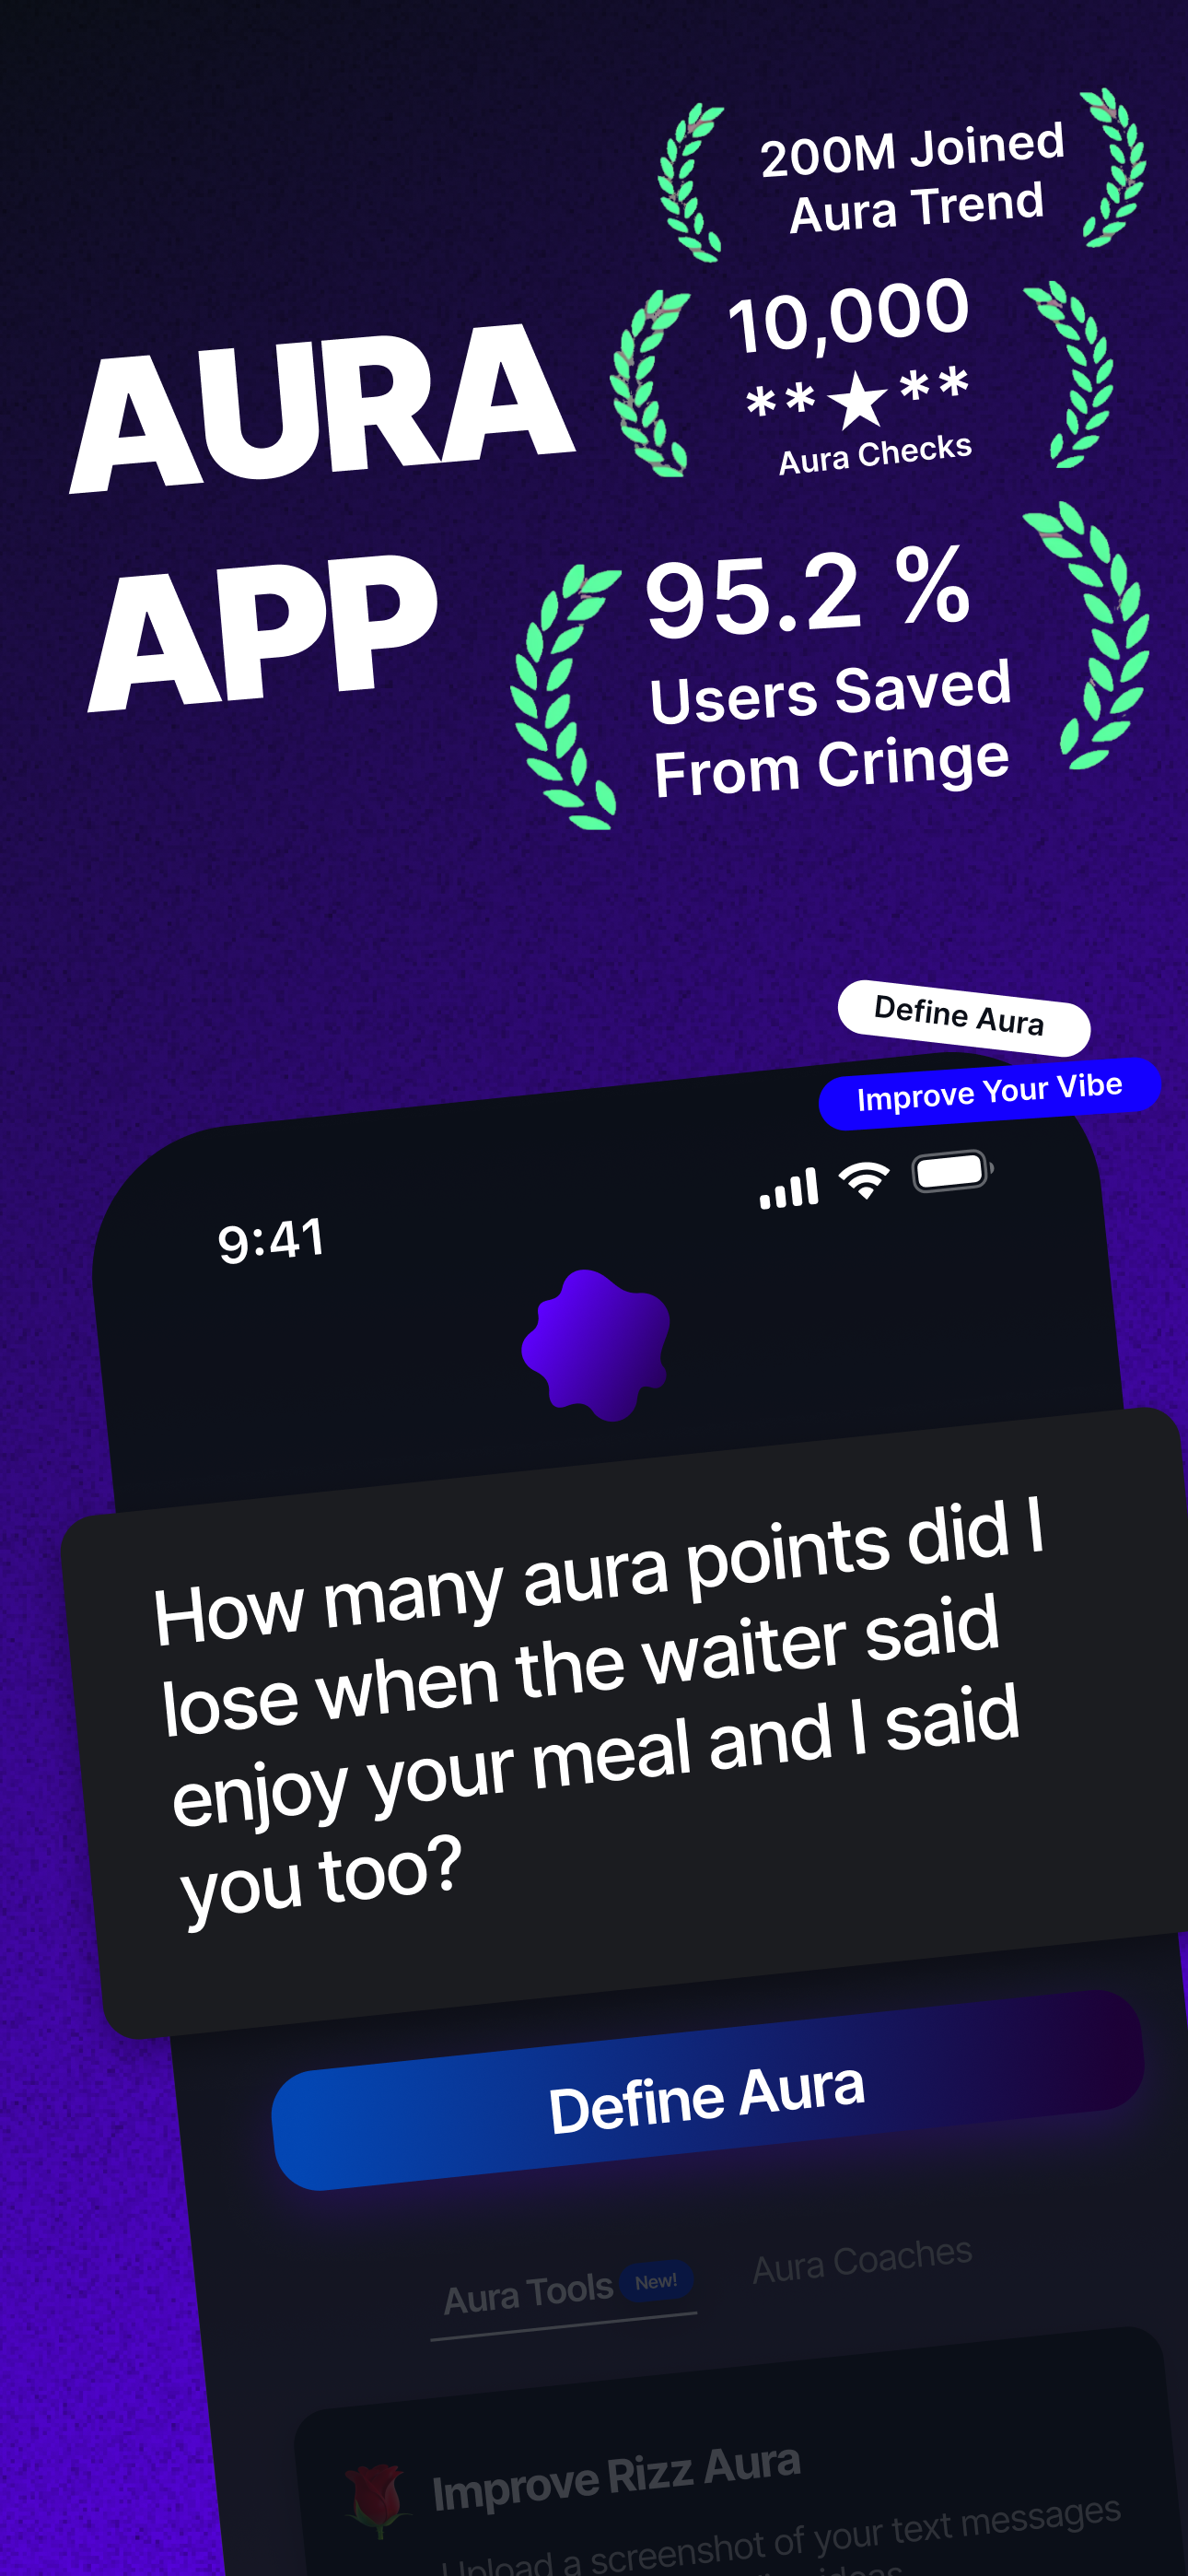 200M Joined
Aura Trend
AURA
APP
10,000
**★**
Aura Checks
95.2 %
Users Saved
From Cringe
Define Aura
Improve Your Vibe
9:41
How many aura points did I
lose when the waiter said
enjoy your meal and I said
you too?
Define Aura
Aura Tools New! Aura Coaches
Improve Rizz Aura
Upload a screenshot of your text messages
ideas